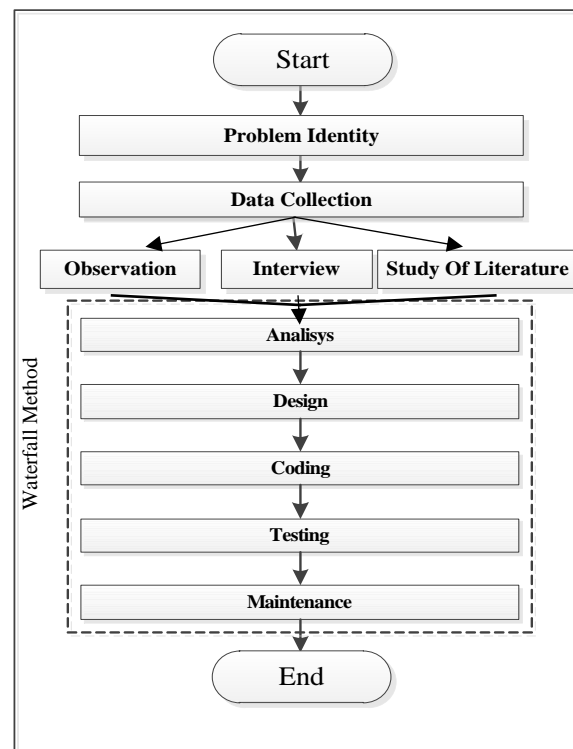 Start
Problem Identity
Data Collection
Observation
Interview
Study Of Literature
Waterfall Method
Analisys
Design
Coding
Testing
Maintenance
End